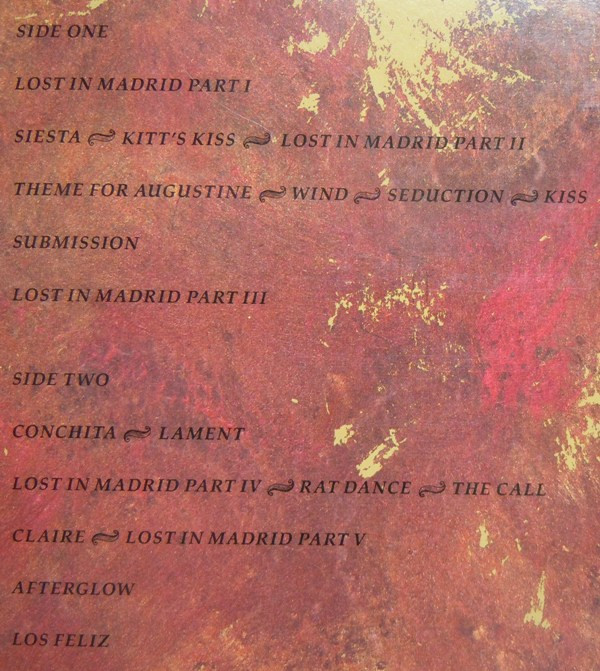 SIDE ONE
LOST IN MADRID PART I
SIESTA ~ KITT'S KISS ~ LOST IN MADRID PART II
THEME FOR AUGUSTINE ~ WIND ~ SEDUCTION ~ KISS
SUBMISSION
LOST IN MADRID PART III
SIDE TWO
CONCHITA ~ LAMENT
LOST IN MADRID PART IV ~ RAT DANCE ~ THE CALL
CLAIRE ~ LOST IN MADRID PART V
AFTERGLOW
LOS FELIZ